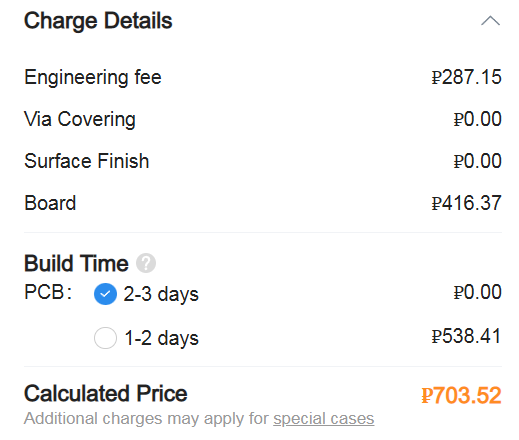 Charge Details
Engineering fee ₽287.15
Via Covering ₽0.00
Surface Finish ₽0.00
Board ₽416.37
Build Time ?
PCB: 2-3 days ₽0.00
1-2 days ₽538.41
Calculated Price ₽703.52
Additional charges may apply for special cases